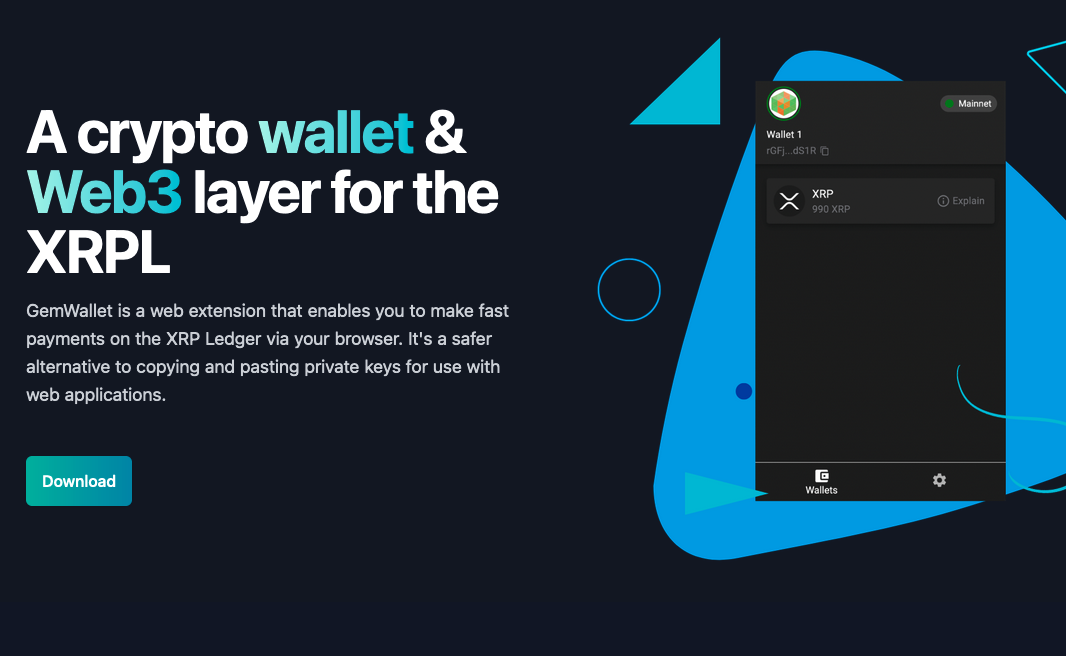 A crypto wallet &
Web3 layer for the
XRPL
GemWallet is a web extension that enables you to make fast
payments on the XRP Ledger via your browser. It's a safer
alternative to copying and pasting private keys for use with
web applications.
Download
Mainnet
Wallet 1
rGFj...dS1R
XRP
990 XRP
Explain
Wallets